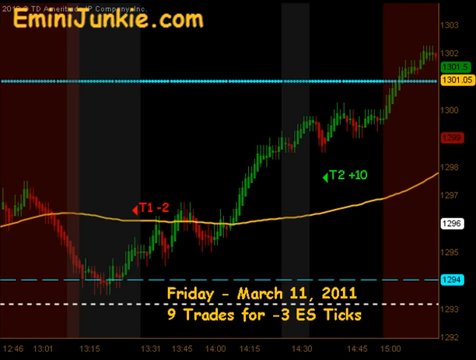 2010 © TD Ameritrade IP Company, Inc.
EminiJunkie.com
1302
1301.5
1301.05
1300
1299
1298
1297
1296
1295
1294
1293
1292
T1 -2
T2 +10
Friday - March 11, 2011
9 Trades for -3 ES Ticks
12:46 13:00 13:15 13:31 13:45 14:00 14:15 14:30 14:45 15:00